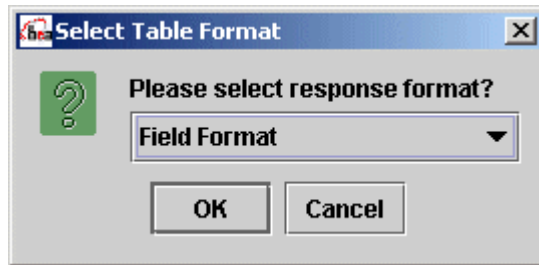 Select Table Format
Please select response format?
Field Format
OK
Cancel